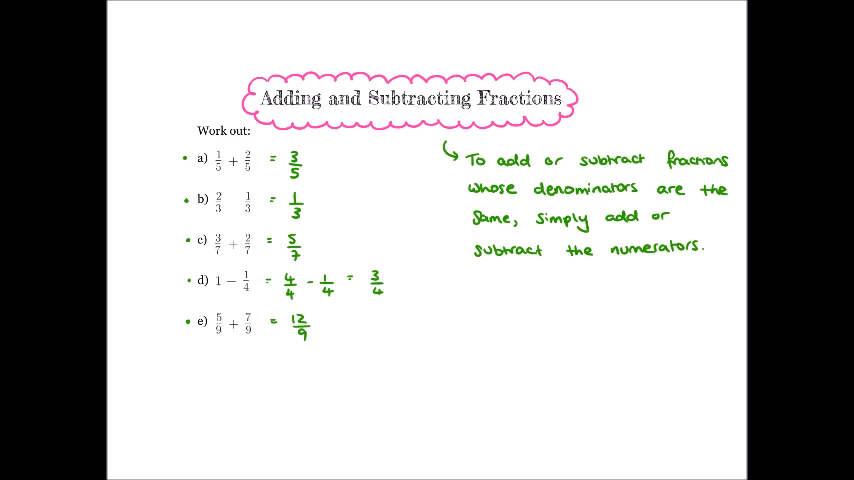 Adding and Subtracting Fractions
Work out:
a) 1/5 + 2/5 = 3/5
b) 2/3 1/3 = 1/3
c) 3/7 + 2/7 = 5/7
d) 1 − 1/4 = 4/4 - 1/4 = 3/4
e) 5/9 + 7/9 = 12/9
To add or subtract fractions
whose denominators are the
same, simply add or
subtract the numerators.